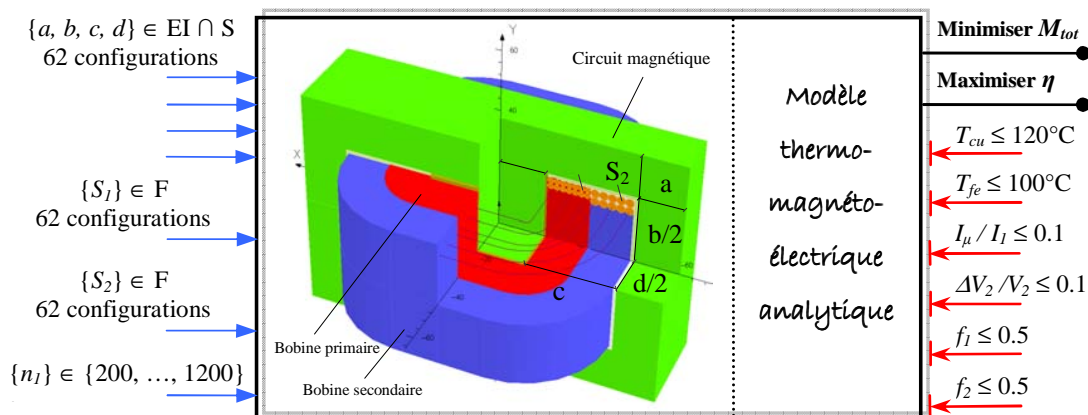 {a, b, c, d} ∈ EI ∩ S
62 configurations
{S1} ∈ F
62 configurations
{S2} ∈ F
62 configurations
{n1} ∈ {200, …, 1200}
Y
60
40
X
Circuit magnétique
S2
a
b/2
d/2
c
Bobine primaire
Bobine secondaire
Modèle
thermo-
magnéto-
électrique
analytique
Minimiser Mtot
Maximiser η
Tcu ≤ 120°C
Tfe ≤ 100°C
Iμ / I1 ≤ 0.1
ΔV2 /V2 ≤ 0.1
f1 ≤ 0.5
f2 ≤ 0.5